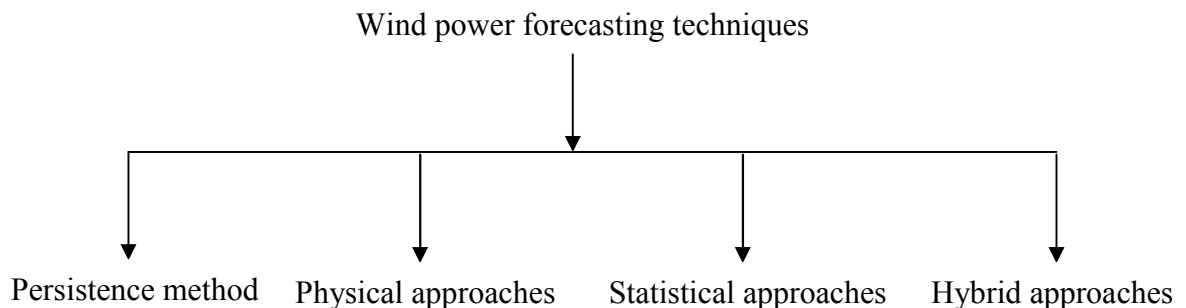 Wind power forecasting techniques
Persistence method
Physical approaches
Statistical approaches
Hybrid approaches